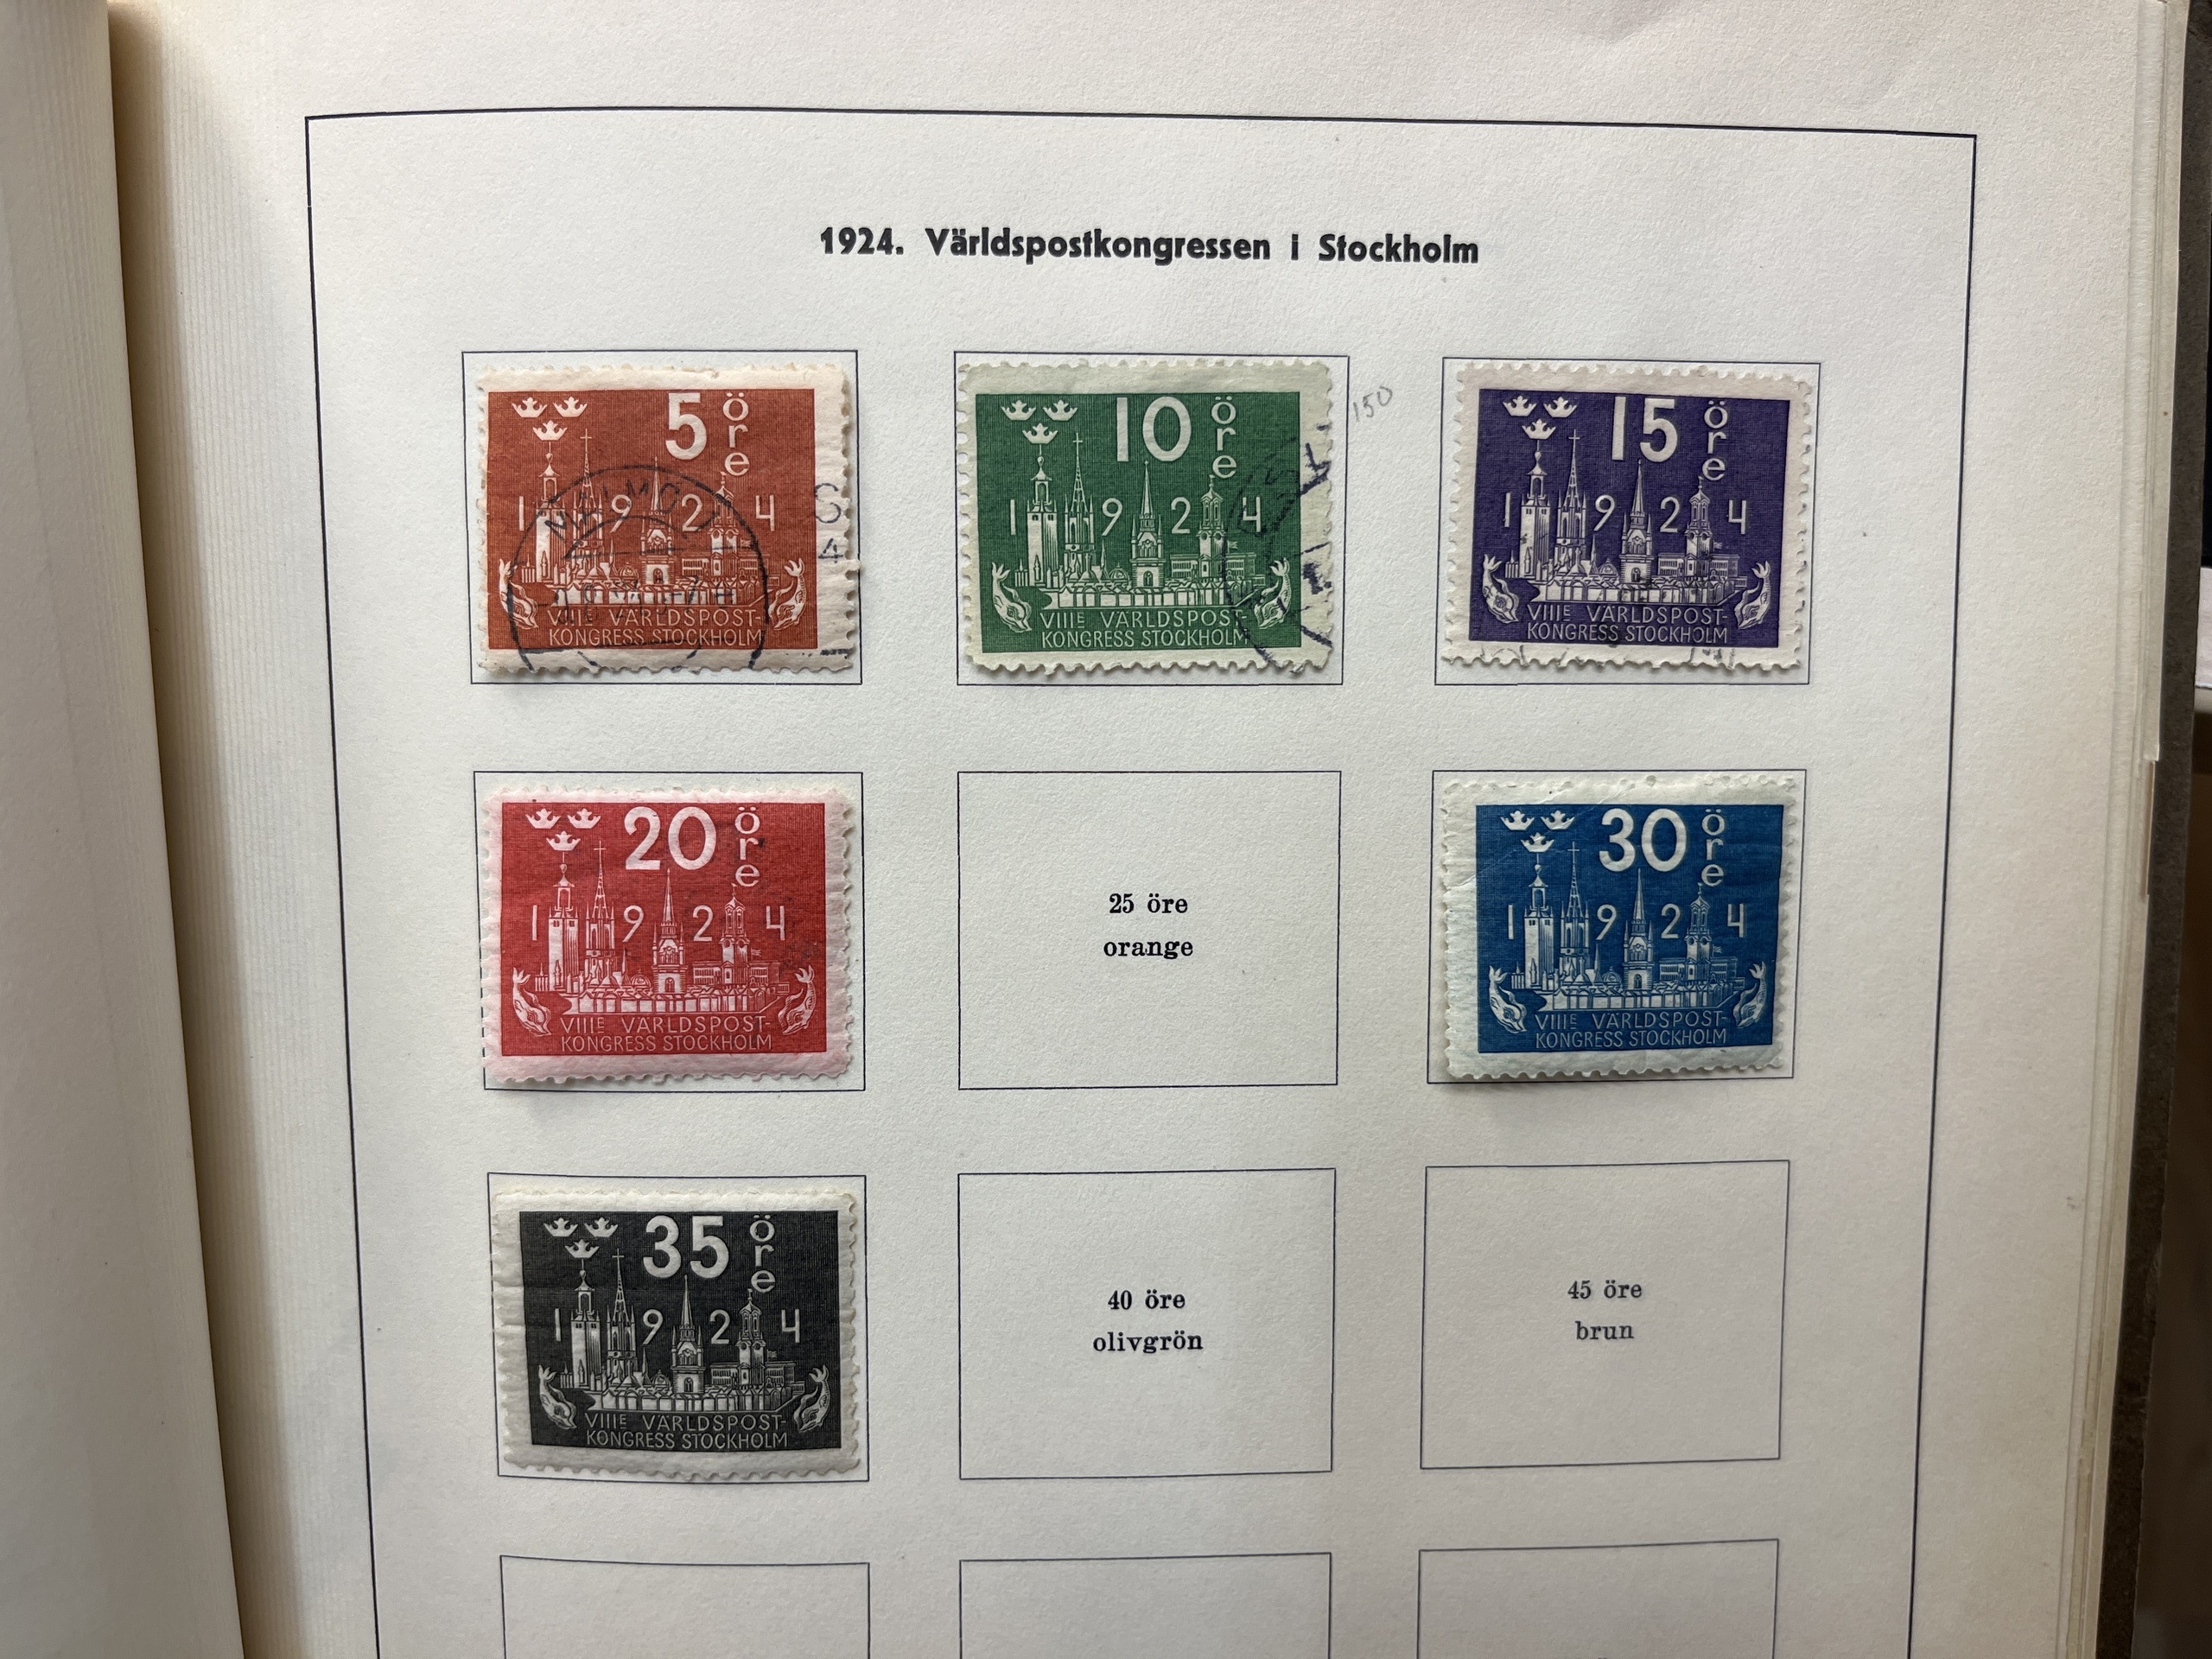 1924. Världspostkongressen i Stockholm
5 öre
1924
MALMÖ 1
VIIIE VÄRLDSPOST-
KONGRESS STOCKHOLM
10 öre
1924
VIIIE VÄRLDSPOST-
KONGRESS STOCKHOLM
150
15 öre
1924
VIIIE VÄRLDSPOST-
KONGRESS STOCKHOLM
20 öre
1924
VIIIE VÄRLDSPOST-
KONGRESS STOCKHOLM
25 öre
orange
30 öre
1924
VIIIE VÄRLDSPOST-
KONGRESS STOCKHOLM
35 öre
1924
VIIIE VÄRLDSPOST-
KONGRESS STOCKHOLM
40 öre
olivgrön
45 öre
brun